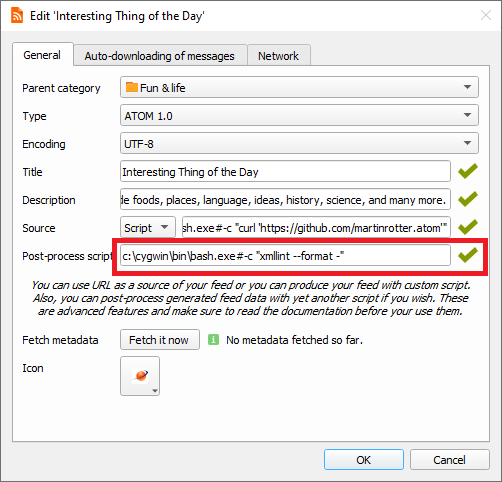 Edit 'Interesting Thing of the Day'
General Auto-downloading of messages Network
Parent category Fun & life
Type ATOM 1.0
Encoding UTF-8
Title Interesting Thing of the Day
Description de foods, places, language, ideas, history, science, and many more.
Source Script sh.exe#-c "curl 'https://github.com/martinrotter.atom'"
Post-process script c:\cygwin\bin\bash.exe#-c "xmllint --format -"
You can use URL as a source of your feed or you can produce your feed with custom script.
Also, you can post-process generated feed data with yet another script if you wish. These
are advanced features and make sure to read the documentation before your use them.
Fetch metadata Fetch it now No metadata fetched so far.
Icon
OK Cancel